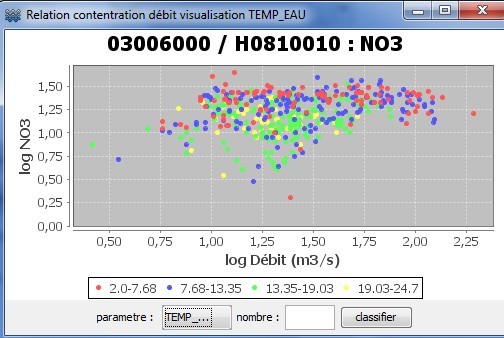 Relation contentration débit visualisation TEMP_EAU
03006000 / H0810010 : NO3
log NO3
1,50
1,25
1,00
0,75
0,50
0,25
0,00
0,50 0,75 1,00 1,25 1,50 1,75 2,00 2,25
log Débit (m3/s)
2.0-7.68 7.68-13.35 13.35-19.03 19.03-24.7
parametre : TEMP_... nombre : classifier